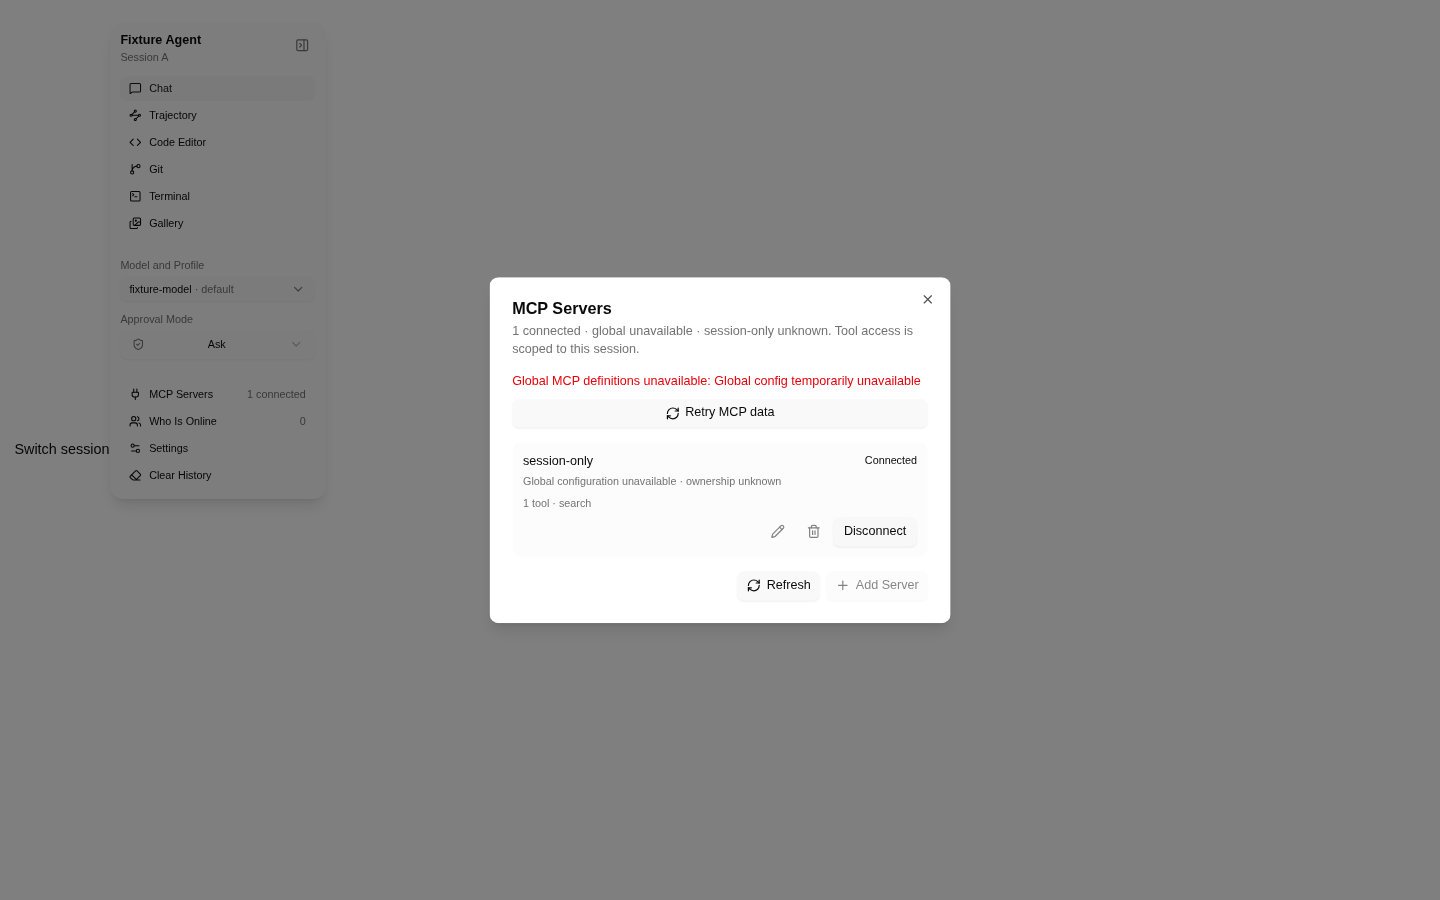 Fixture Agent
Session A
Chat
Trajectory
Code Editor
Git
Terminal
Gallery
Model and Profile
fixture-model · default
Approval Mode
Ask
MCP Servers 1 connected
Who Is Online 0
Switch session
Settings
Clear History
MCP Servers
1 connected · global unavailable · session-only unknown. Tool access is
scoped to this session.
Global MCP definitions unavailable: Global config temporarily unavailable
Retry MCP data
session-only Connected
Global configuration unavailable · ownership unknown
1 tool · search
Disconnect
Refresh Add Server